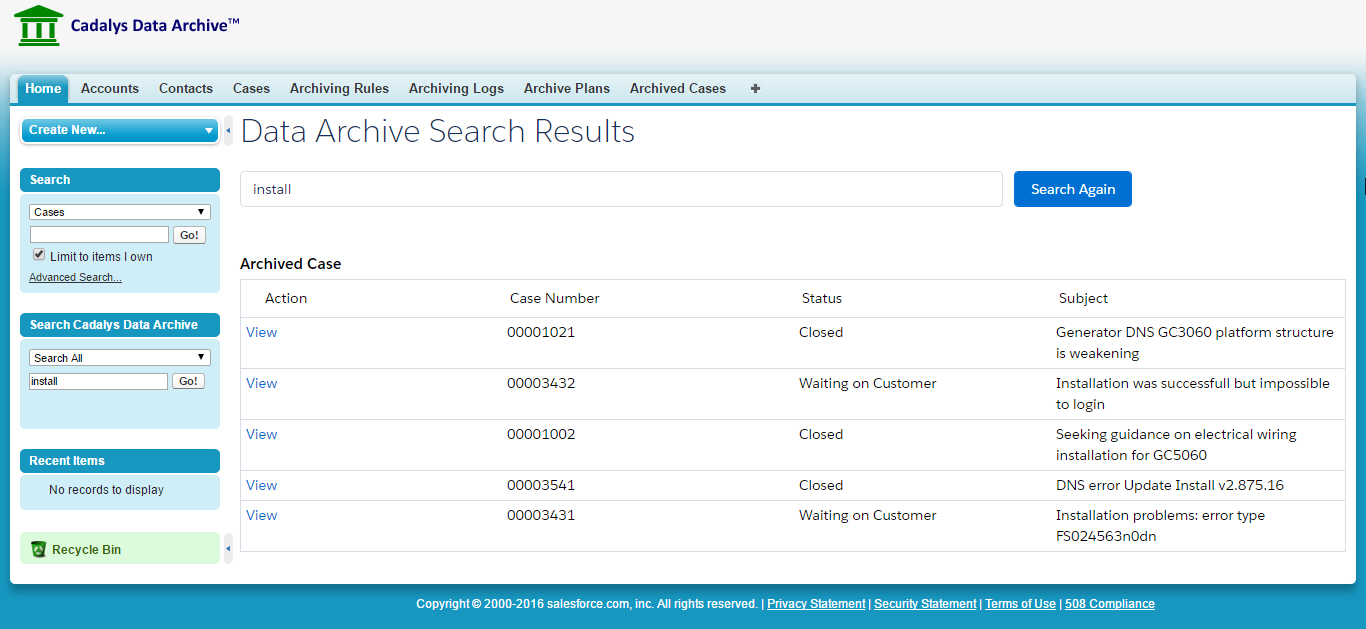 Cadalys Data Archive™
Home Accounts Contacts Cases Archiving Rules Archiving Logs Archive Plans Archived Cases +
Create New...
Search
Cases
Go!
Limit to items I own
Advanced Search...
Search Cadalys Data Archive
Search All
install Go!
Recent Items
No records to display
Recycle Bin
Data Archive Search Results
install Search Again
Archived Case
Action Case Number Status Subject
View 00001021 Closed Generator DNS GC3060 platform structure
is weakening
View 00003432 Waiting on Customer Installation was successfull but impossible
to login
View 00001002 Closed Seeking guidance on electrical wiring
installation for GC5060
View 00003541 Closed DNS error Update Install v2.875.16
View 00003431 Waiting on Customer Installation problems: error type
FS024563n0dn
Copyright © 2000-2016 salesforce.com, inc. All rights reserved. | Privacy Statement | Security Statement | Terms of Use | 508 Compliance